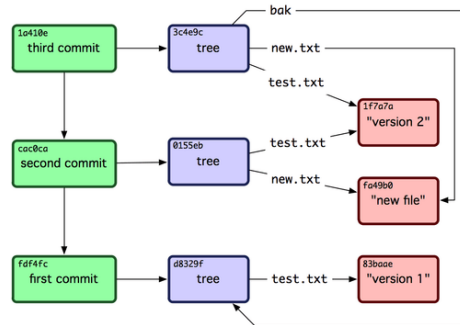 bak
1a410e
third commit
3c4e9c
tree
new.txt
test.txt
1f7a7a
"version 2"
cac0ca
second commit
0155eb
tree
test.txt
new.txt
fa49b0
"new file"
fdf4fc
first commit
d8329f
tree
test.txt
83baae
"version 1"